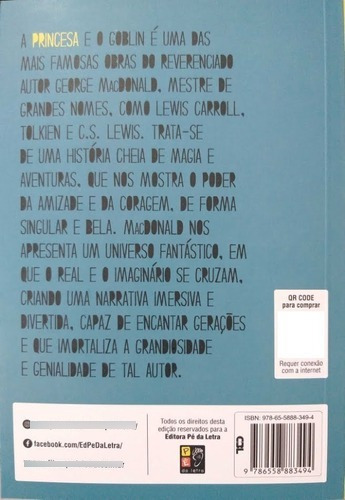 A PRINCESA E O GOBLIN É UMA DAS
MAIS FAMOSAS OBRAS DO REVERENCIADO
AUTOR GEORGE MACDONALD, MESTRE DE
GRANDES NOMES, COMO LEWIS CARROLL,
TOLKIEN E C.S. LEWIS. TRATA-SE
DE UMA HISTÓRIA CHEIA DE MAGIA E
AVENTURAS, QUE NOS MOSTRA O PODER
DA AMIZADE E DA CORAGEM, DE FORMA
SINGULAR E BELA. MACDONALD NOS
APRESENTA UM UNIVERSO FANTÁSTICO, EM
QUE O REAL E O IMAGINÁRIO SE CRUZAM,
CRIANDO UMA NARRATIVA IMERSIVA E
DIVERTIDA, CAPAZ DE ENCANTAR GERAÇÕES
E QUE IMORTALIZA A GRANDIOSIDADE
E GENIALIDADE DE TAL AUTOR.
QR CODE
para comprar
Requer conexão
com a internet
facebook.com/EdPeDaLetra/
Todos os direitos desta
edição reservados para a
Editora Pé da Letra
P É
da letra
ISBN: 978-65-5888-349-4
CBL
9 786558 883494